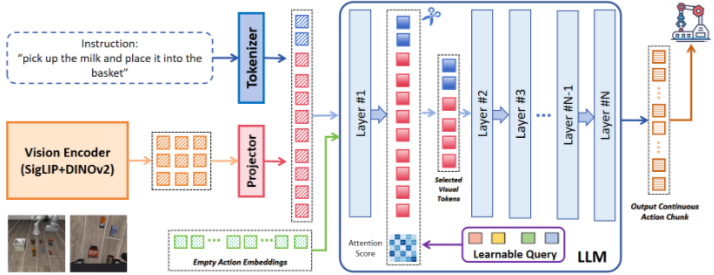 Instruction:
"pick up the milk and place it into the
basket"
Tokenizer
Vision Encoder
(SigLIP+DINOv2)
Projector
Empty Action Embeddings
Layer #1
Attention
Score
Selected
Visual
Tokens
Layer #2
Layer #3
...
Layer #N-1
Layer #N
Learnable Query
LLM
Output Continuous
Action Chunk